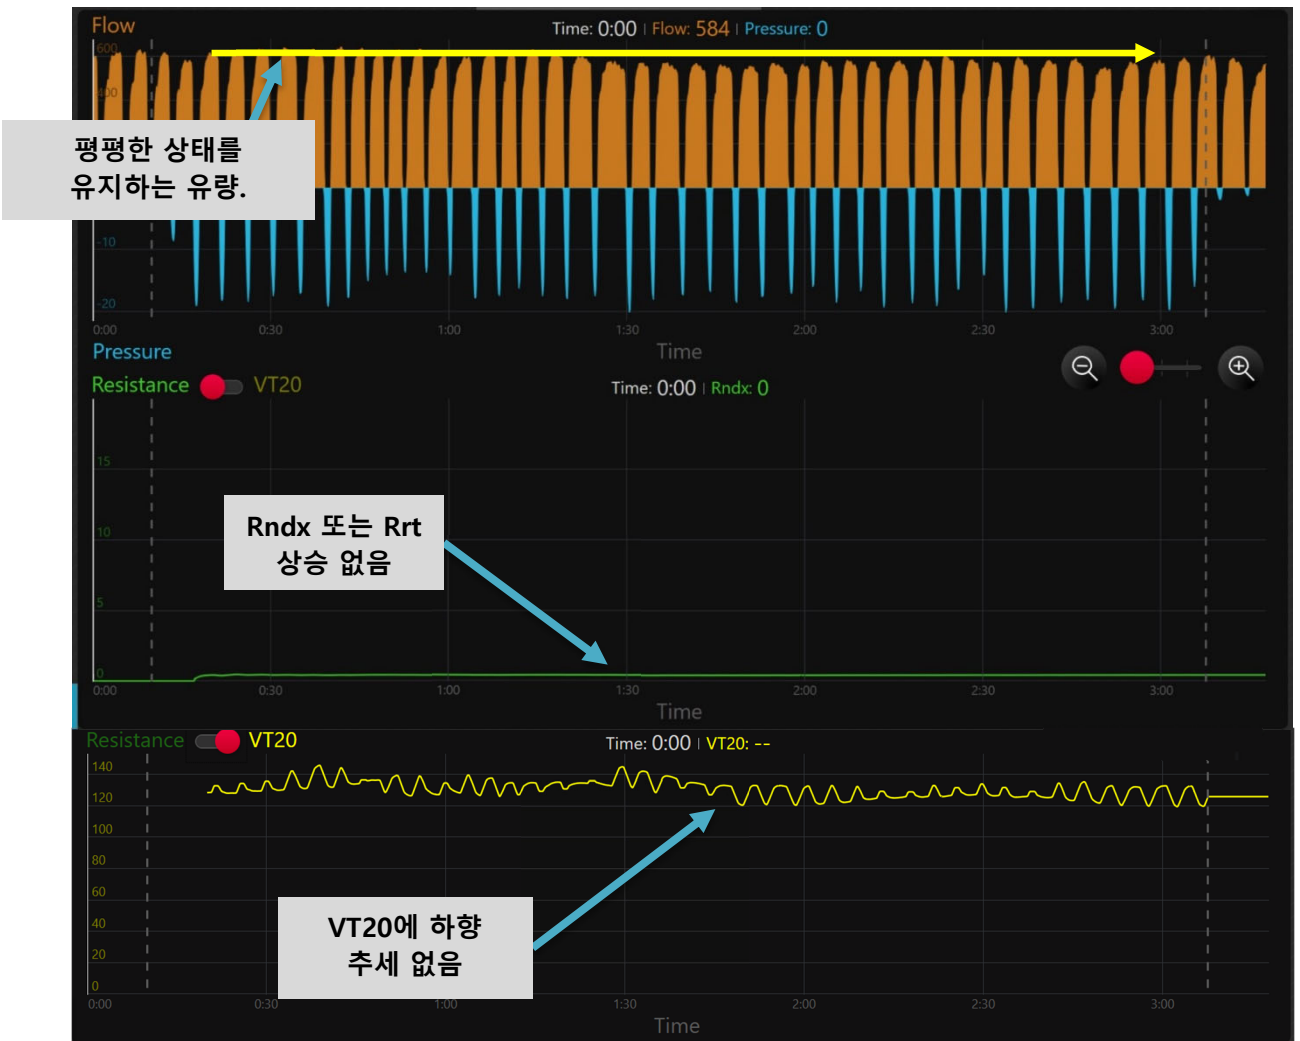 Flow
Time: 0:00 | Flow: 584 | Pressure: 0
600
400
평평한 상태를
유지하는 유량.
-10
-20
0:00 0:30 1:00 1:30 2:00 2:30 3:00
Pressure
Time
Resistance VT20
Time: 0:00 | Rndx: 0
15
10
5
0
Rndx 또는 Rrt
상승 없음
0:00 0:30 1:00 1:30 2:00 2:30 3:00
Time
Resistance VT20
Time: 0:00 | VT20: --
140
120
100
80
60
40
20
0
VT20에 하향
추세 없음
0:00 0:30 1:00 1:30 2:00 2:30 3:00
Time